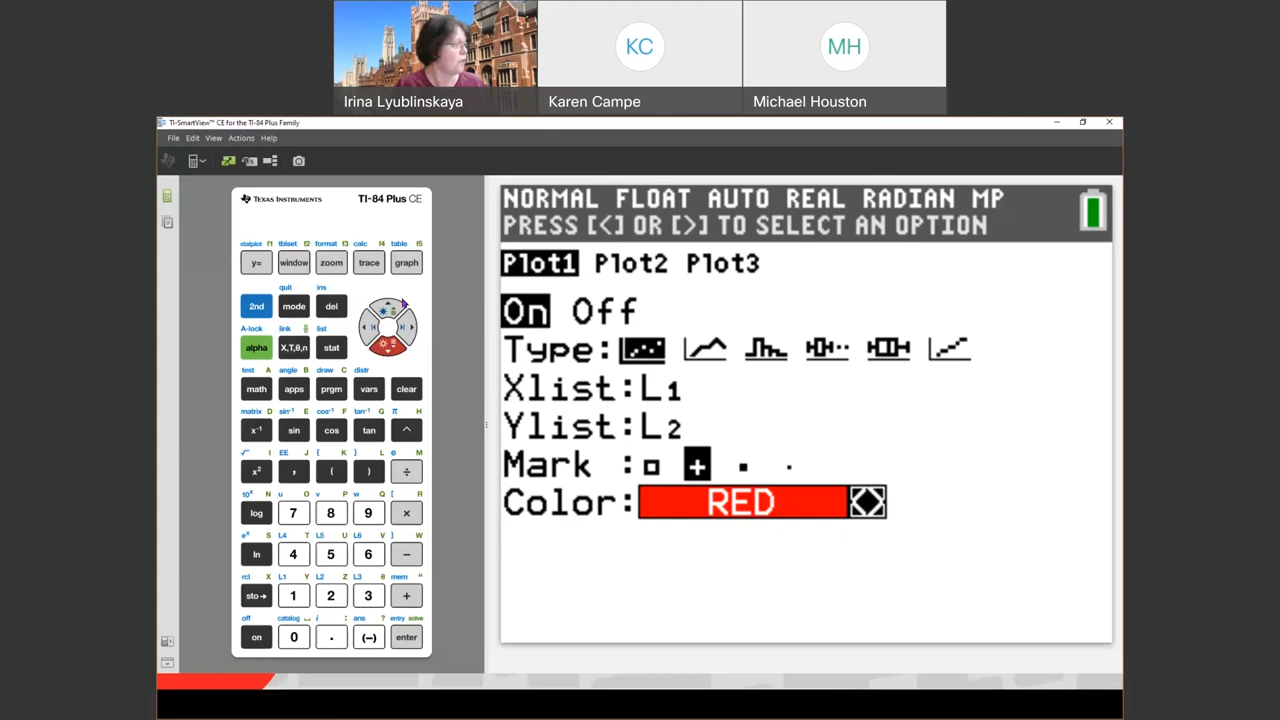 KC
MH
Irina Lyublinskaya
Karen Campe
Michael Houston
TI-SmartView™ CE for the TI-84 Plus Family
File Edit View Actions Help
TEXAS INSTRUMENTS TI-84 Plus CE
statplot f1 tblset f2 format f3 calc f4 table f5
y= window zoom trace graph
quit ins
2nd mode del
A-lock link list
alpha X,T,θ,n stat
test A angle B draw C distr
math apps prgm vars clear
matrix D sin⁻¹ E cos⁻¹ F tan⁻¹ G π H
x⁻¹ sin cos tan ^
√ I EE J { K } L e M
x² , ( ) ÷
10ˣ N u O v P w Q [ R
log 7 8 9 ×
eˣ S L4 T L5 U L6 V ] W
ln 4 5 6 −
rcl X L1 Y L2 Z L3 θ mem "
sto→ 1 2 3 +
off catalog i : ans ? entry solve
on 0 . (−) enter
NORMAL FLOAT AUTO REAL RADIAN MP
PRESS [<] OR [>] TO SELECT AN OPTION
Plot1 Plot2 Plot3
On Off
Type:
Xlist:L1
Ylist:L2
Mark :
Color: RED